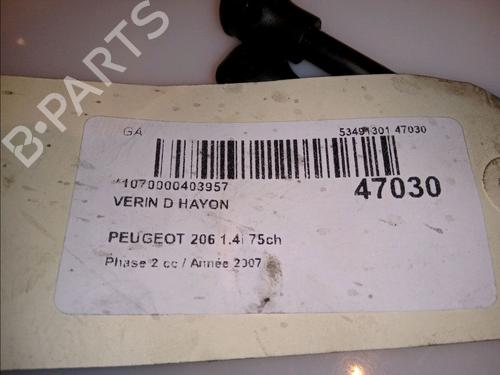 B-PARTS
GA
53491301 47030
*1070000403957
47030
VERIN D HAYON
PEUGEOT 206 1.4i 75ch
Phase 2 cc / Année 2007